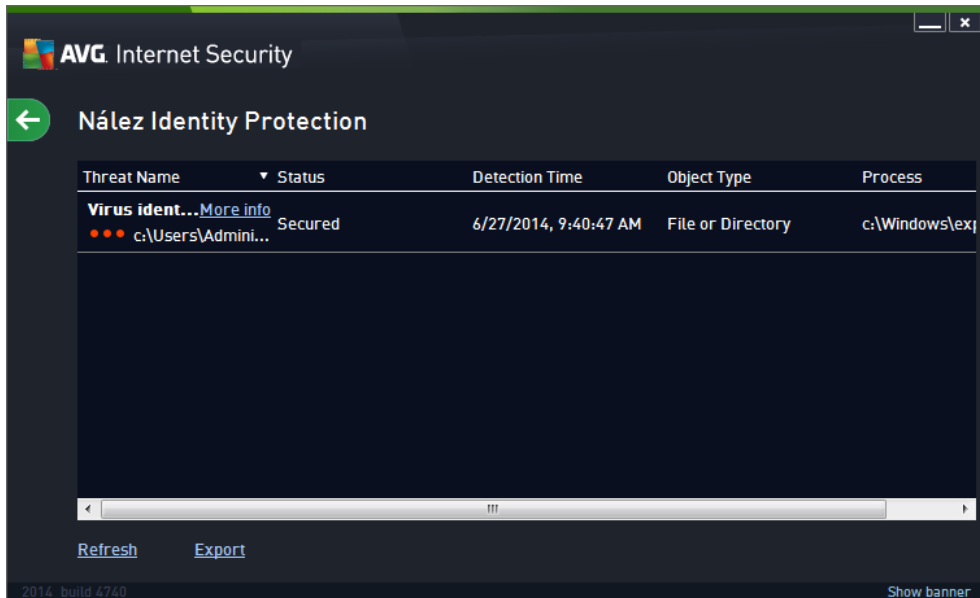 AVG. Internet Security
Nález Identity Protection
Threat Name Status Detection Time Object Type Process
Virus ident...More info
Secured 6/27/2014, 9:40:47 AM File or Directory c:\Windows\exp
c:\Users\Admini...
Refresh Export
2014 build 4740 Show banner